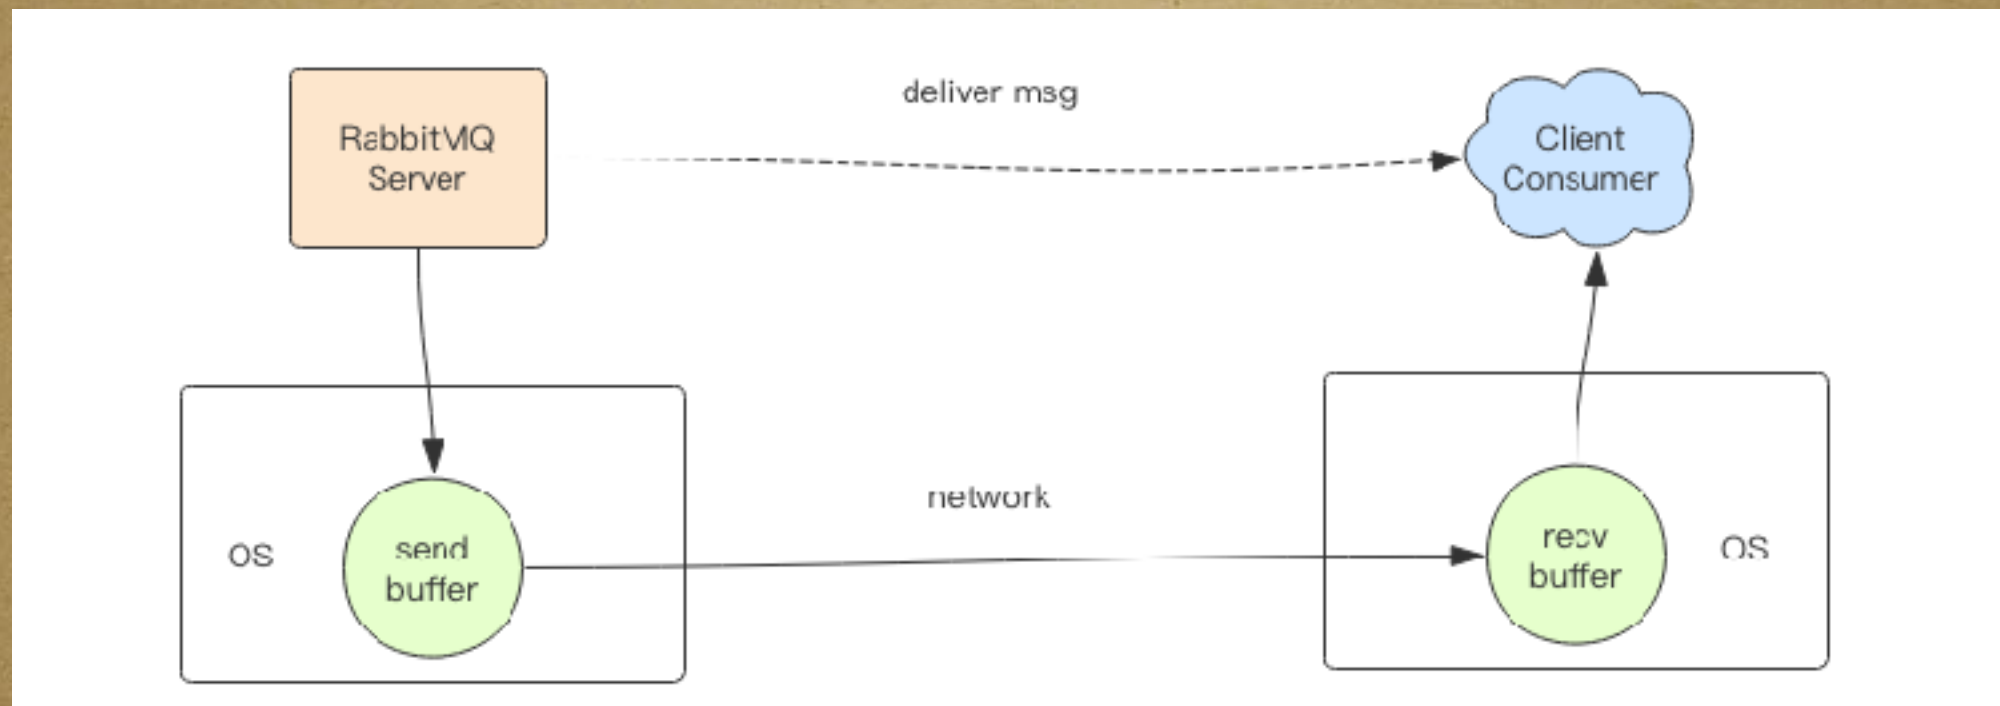 deliver msg
RabbitMQ
Server
Client
Consumer
network
OS
send
buffer
recv
buffer
OS